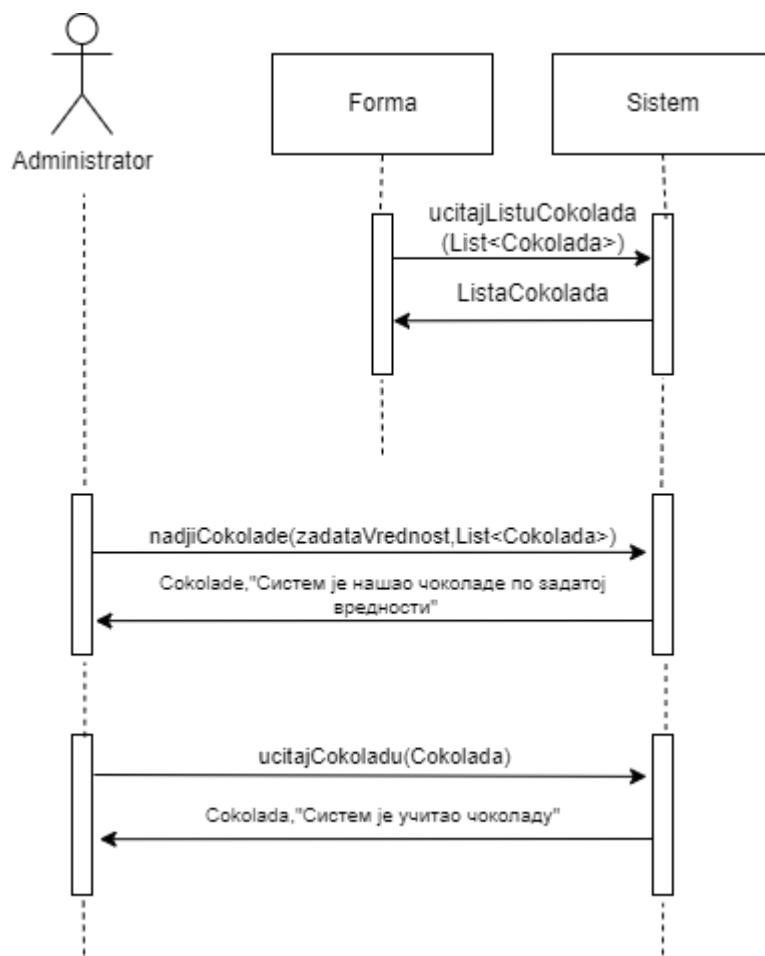 Forma
Sistem
Administrator
ucitajListuCokolada
(List<Cokolada>)
ListaCokolada
nadjiCokolade(zadataVrednost,List<Cokolada>)
Cokolade,"Систем је нашао чоколаде по задатој
вредности"
ucitajCokoladu(Cokolada)
Cokolada,"Систем је учитао чоколаду"